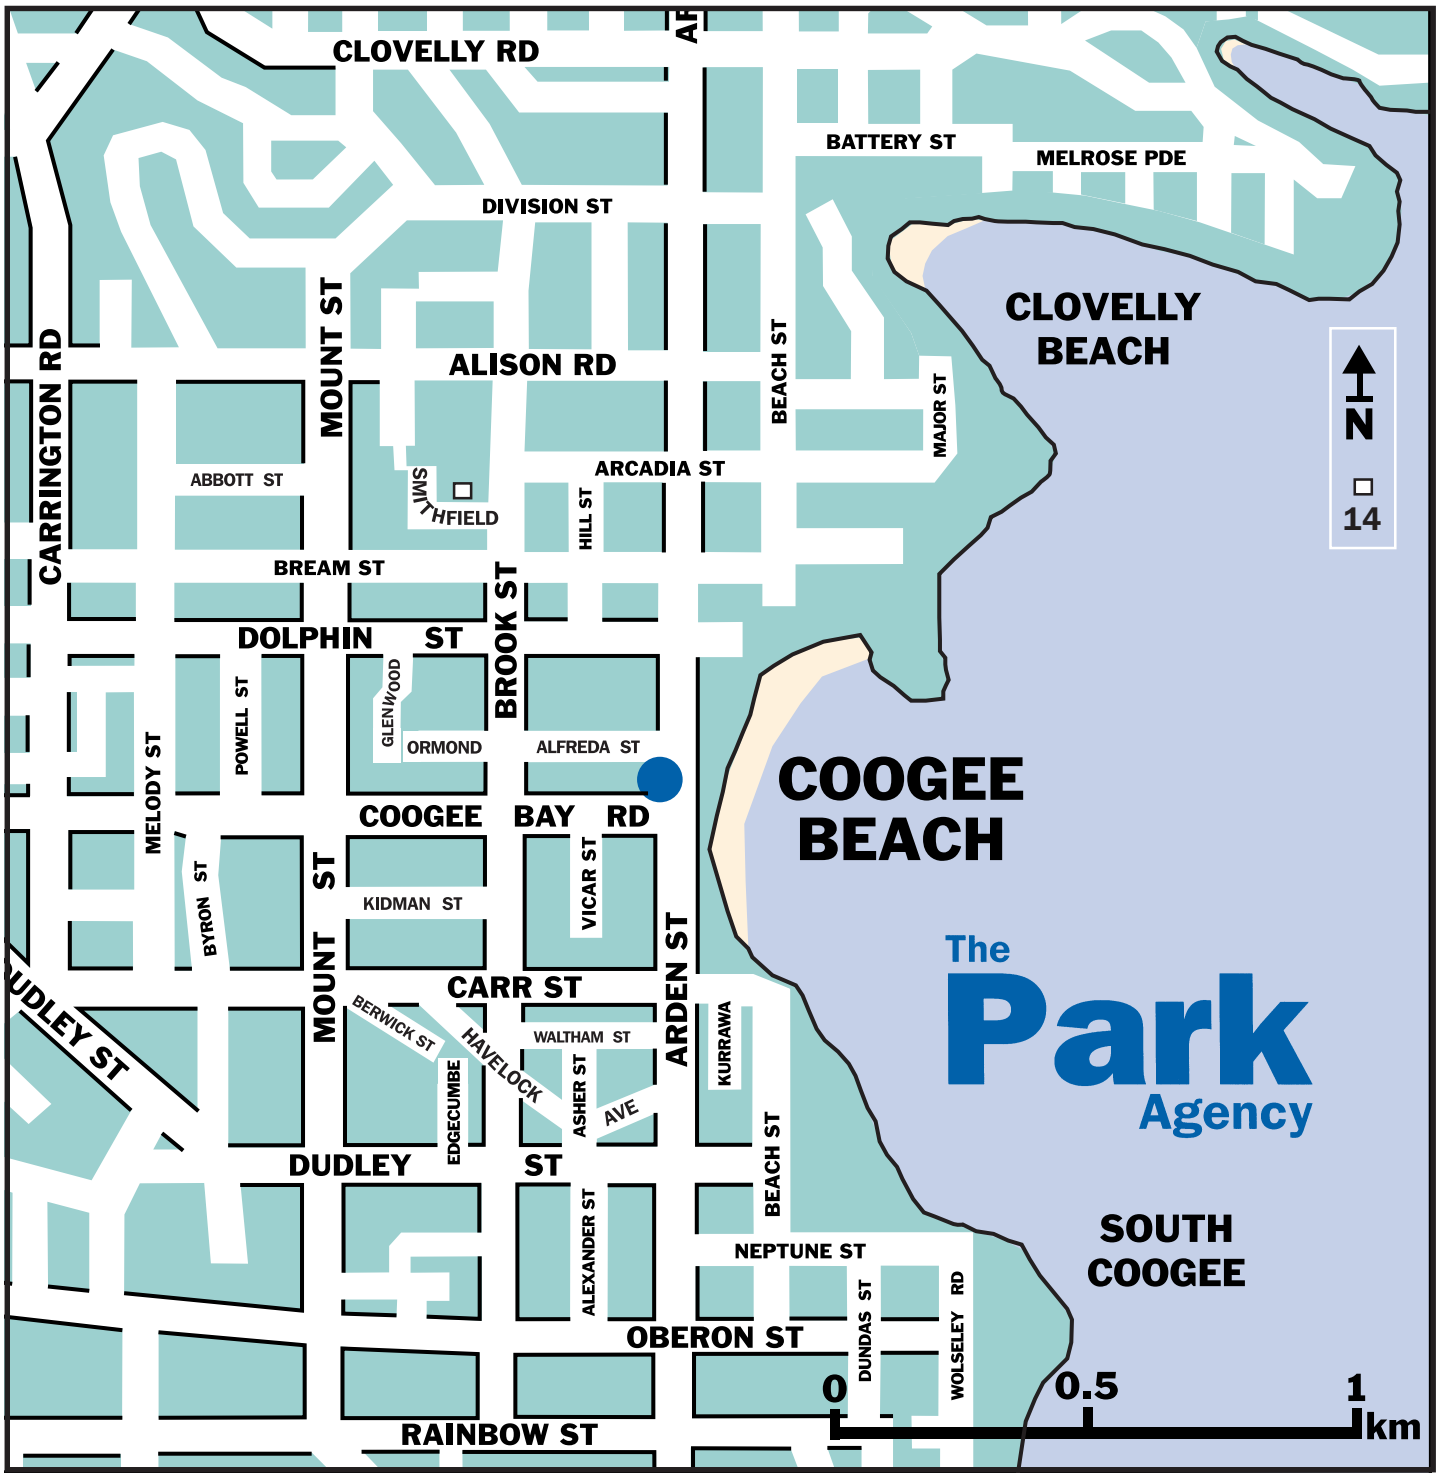 CLOVELLY RD
AR
BATTERY ST
MELROSE PDE
DIVISION ST
MOUNT ST
CLOVELLY
BEACH
CARRINGTON RD
ALISON RD
BEACH ST
MAJOR ST
N
14
ARCADIA ST
ABBOTT ST
SMITHFIELD
HILL ST
BREAM ST
BROOK ST
DOLPHIN ST
GLENWOOD
POWELL ST
MELODY ST
ORMOND
ALFREDA ST
COOGEE
BEACH
COOGEE BAY RD
MOUNT ST
VICAR ST
BYRON ST
KIDMAN ST
ARDEN ST
The
Park
Agency
DUDLEY ST
CARR ST
BERWICK ST
HAVELOCK AVE
WALTHAM ST
KURRAWA
EDGECUMBE
ASHER ST
BEACH ST
DUDLEY ST
ALEXANDER ST
SOUTH
COOGEE
NEPTUNE ST
DUNDAS ST
WOLSELEY RD
OBERON ST
0 0.5 1
km
RAINBOW ST